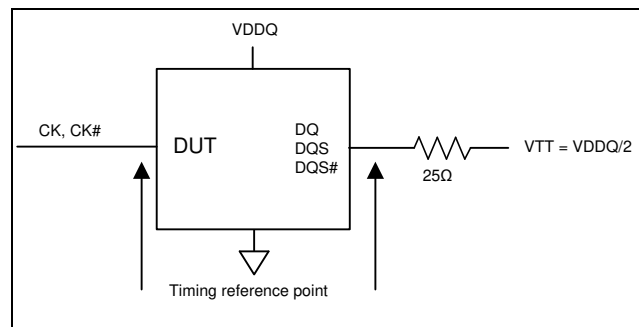 VDDQ
CK, CK#
DUT
DQ
DQS
DQS#
VTT = VDDQ/2
25Ω
Timing reference point